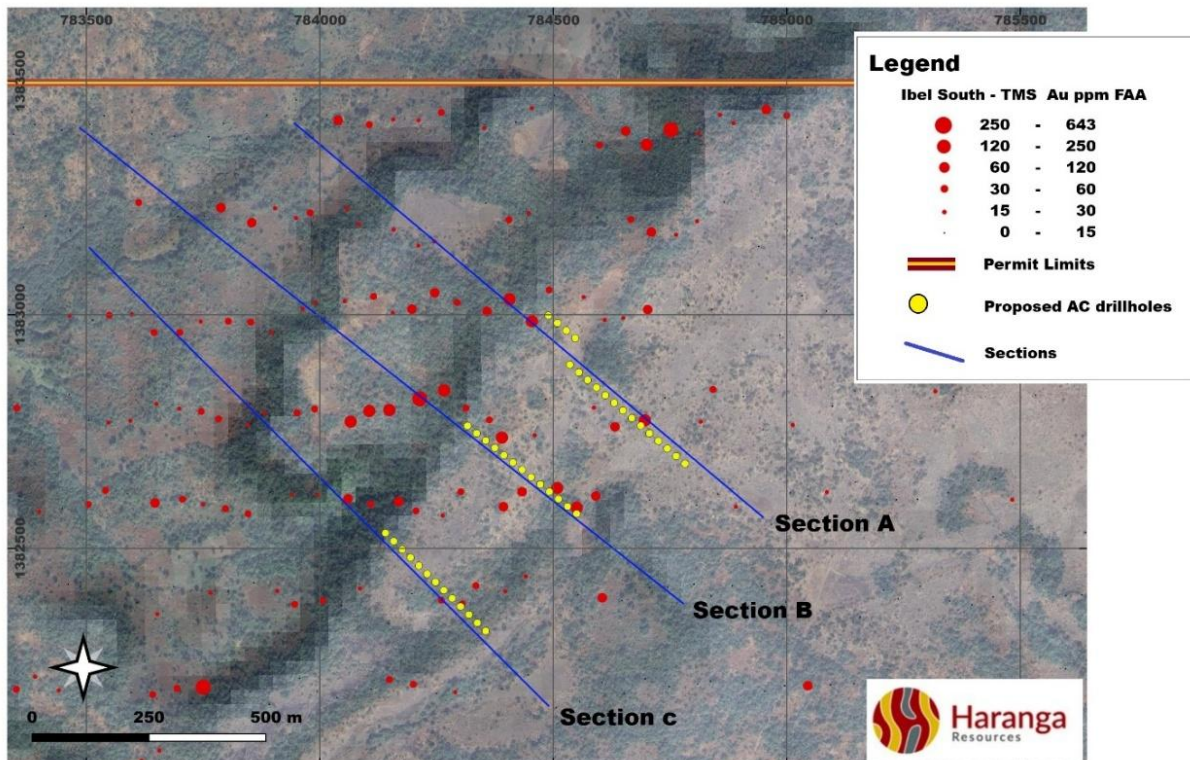 783500 784000 784500 785000 785500
1383500
1383000
1382500
Legend
Ibel South - TMS Au ppm FAA
250 - 643
120 - 250
60 - 120
30 - 60
15 - 30
0 - 15
Permit Limits
Proposed AC drillholes
Sections
Section A
Section B
Section c
0 250 500 m
Haranga
Resources